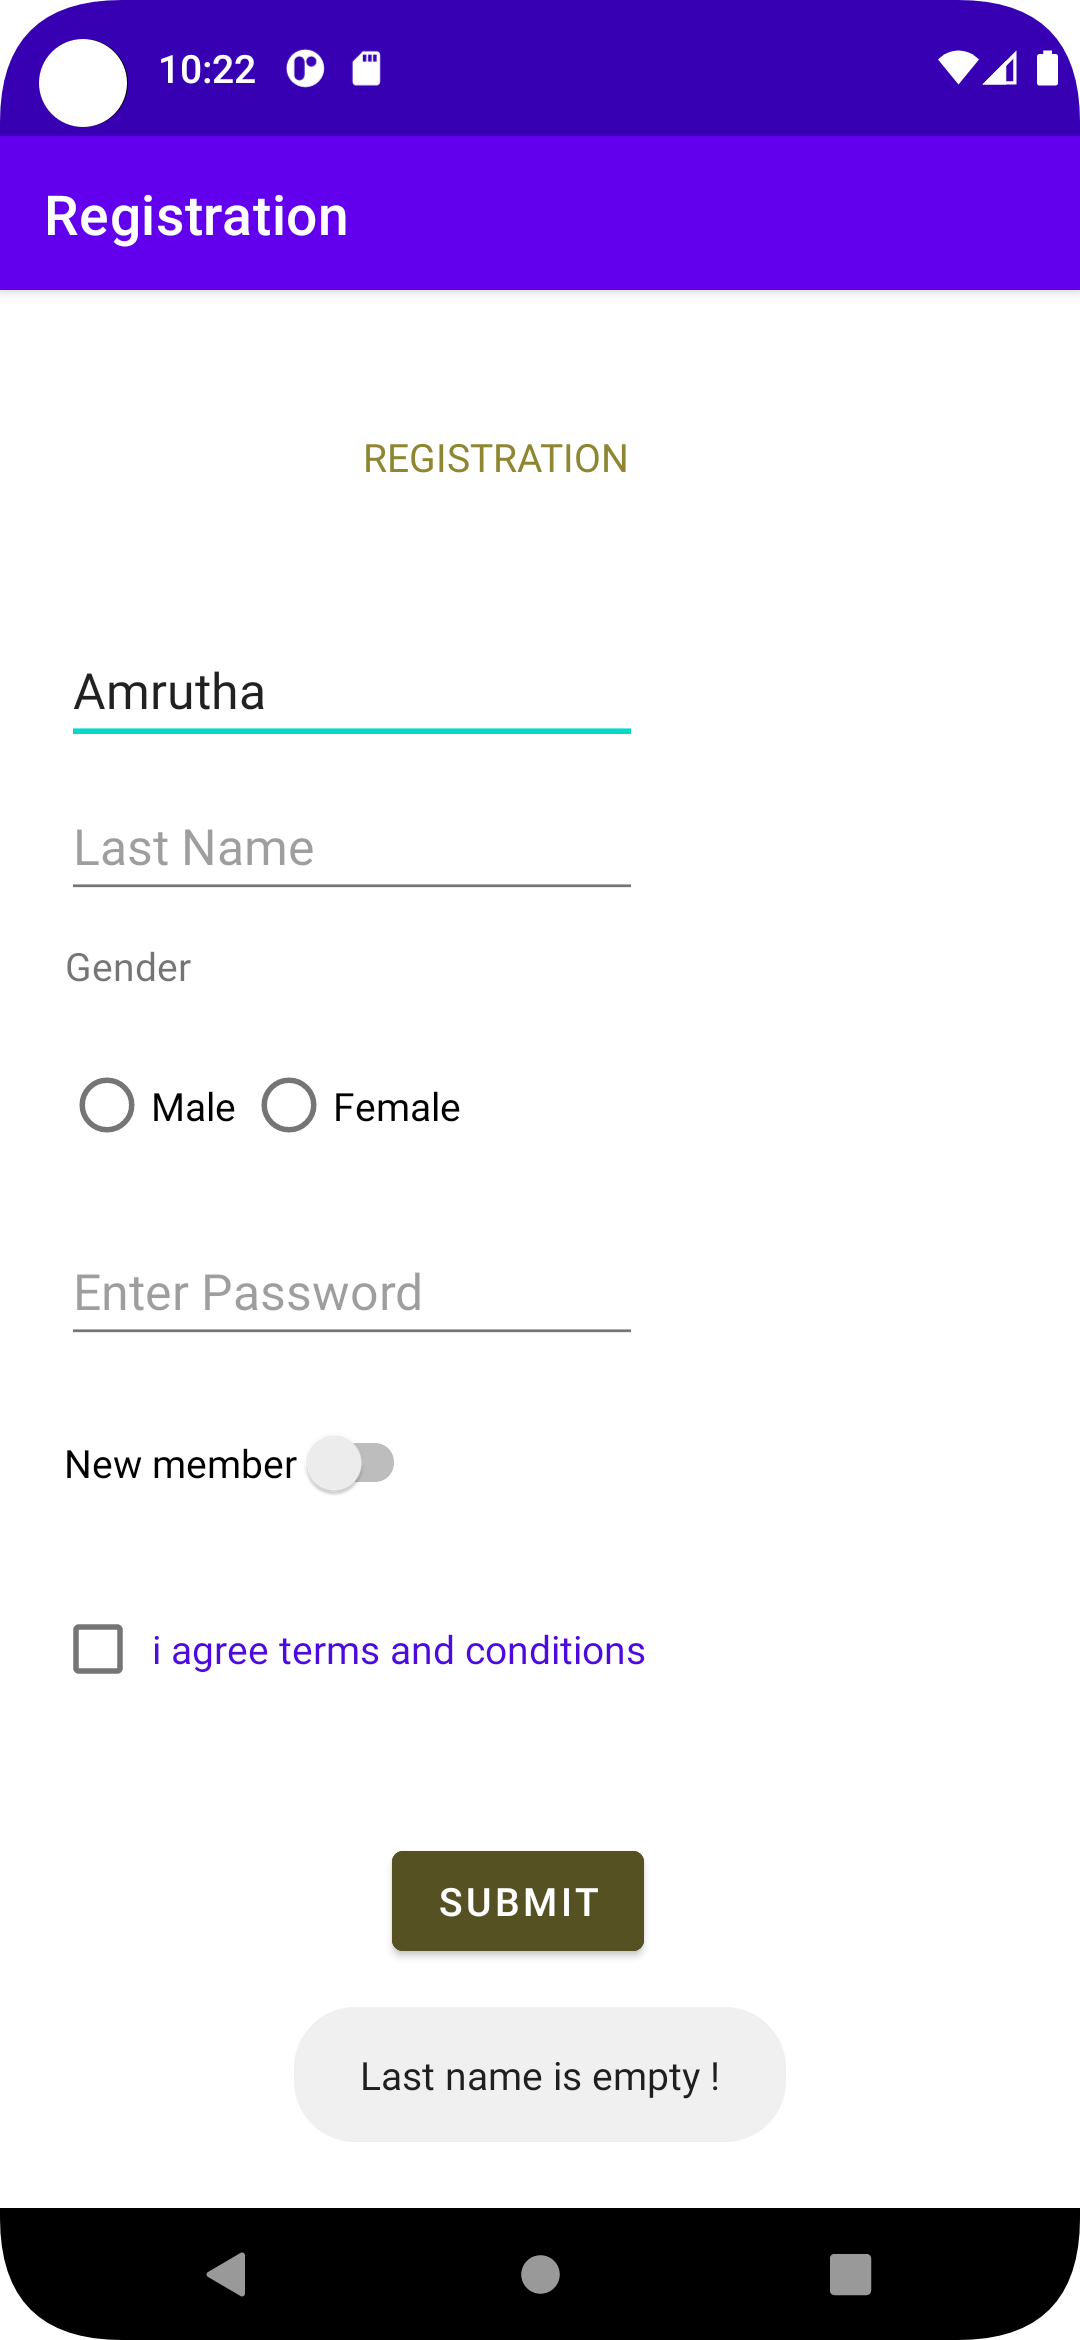 10:22
Registration
REGISTRATION
Amrutha
Last Name
Gender
Male Female
Enter Password
New member
i agree terms and conditions
SUBMIT
Last name is empty !